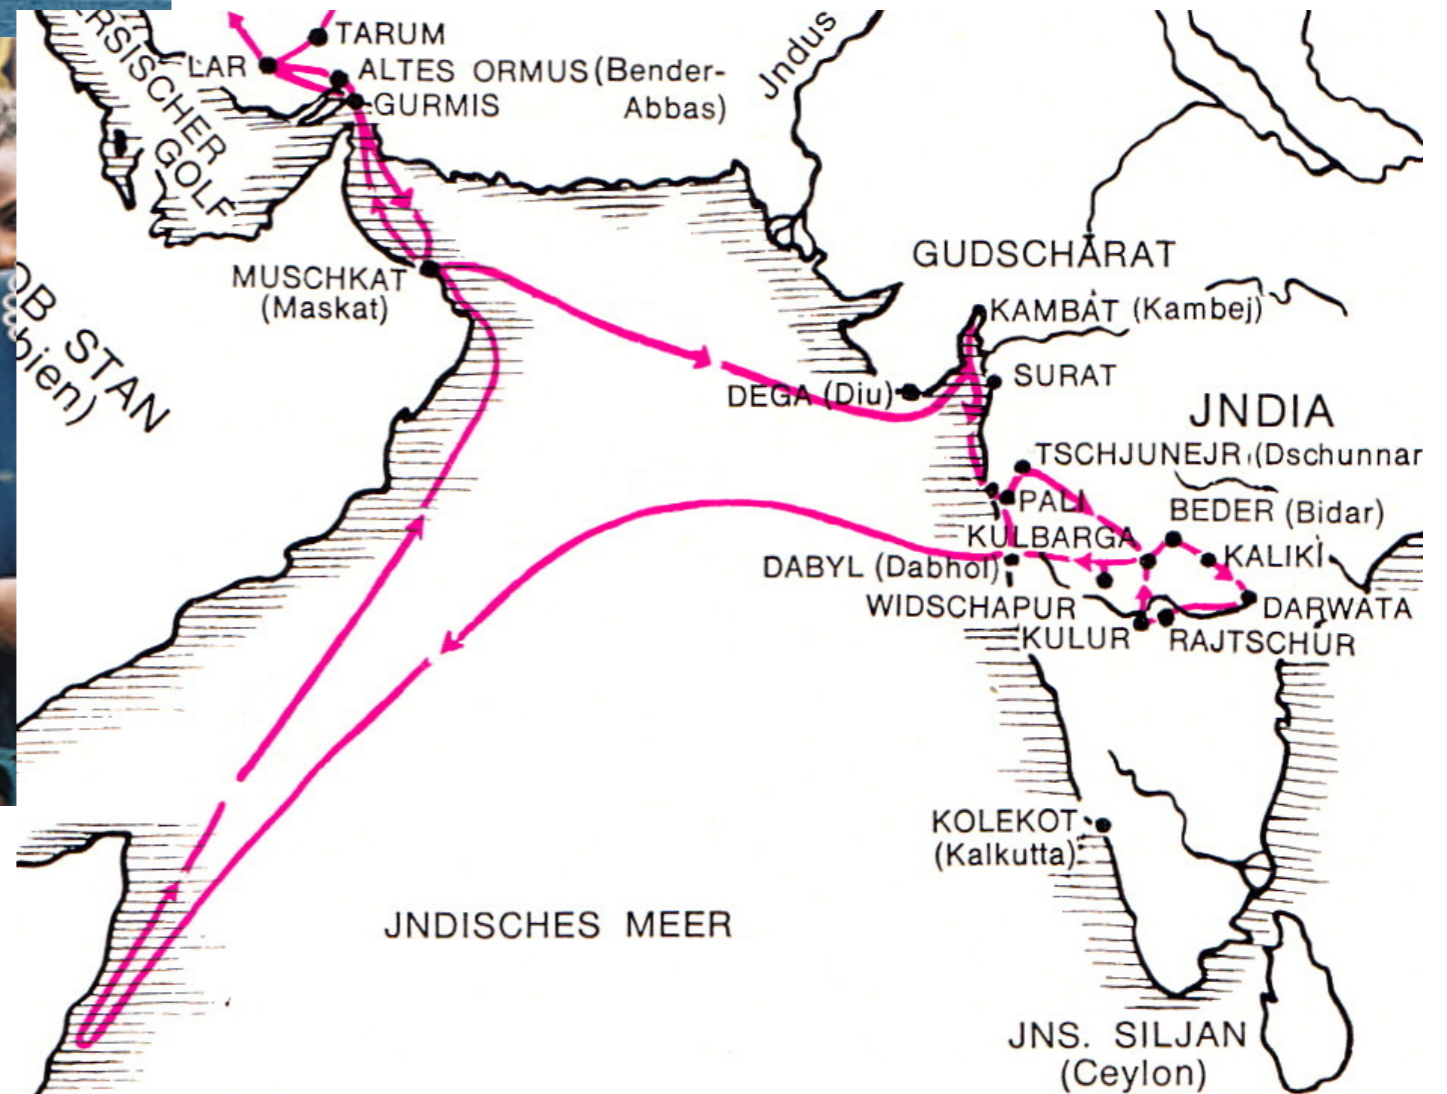 TARUM
LAR
ALTES ORMUS (Bender-
Abbas)
GURMIS
Jndus
GOLF
MUSCHKAT
(Maskat)
GUDSCHARAT
KAMBAT (Kambej)
SURAT
DEGA (Diu)
STAN
JNDIA
TSCHJUNEJR (Dschunnar
PALI
BEDER (Bidar)
KULBARGA
KALIKI
DABYL (Dabhol)
WIDSCHAPUR
DARWATA
KULUR
RAJTSCHUR
KOLEKOT
(Kalkutta)
JNDISCHES MEER
JNS. SILJAN
(Ceylon)